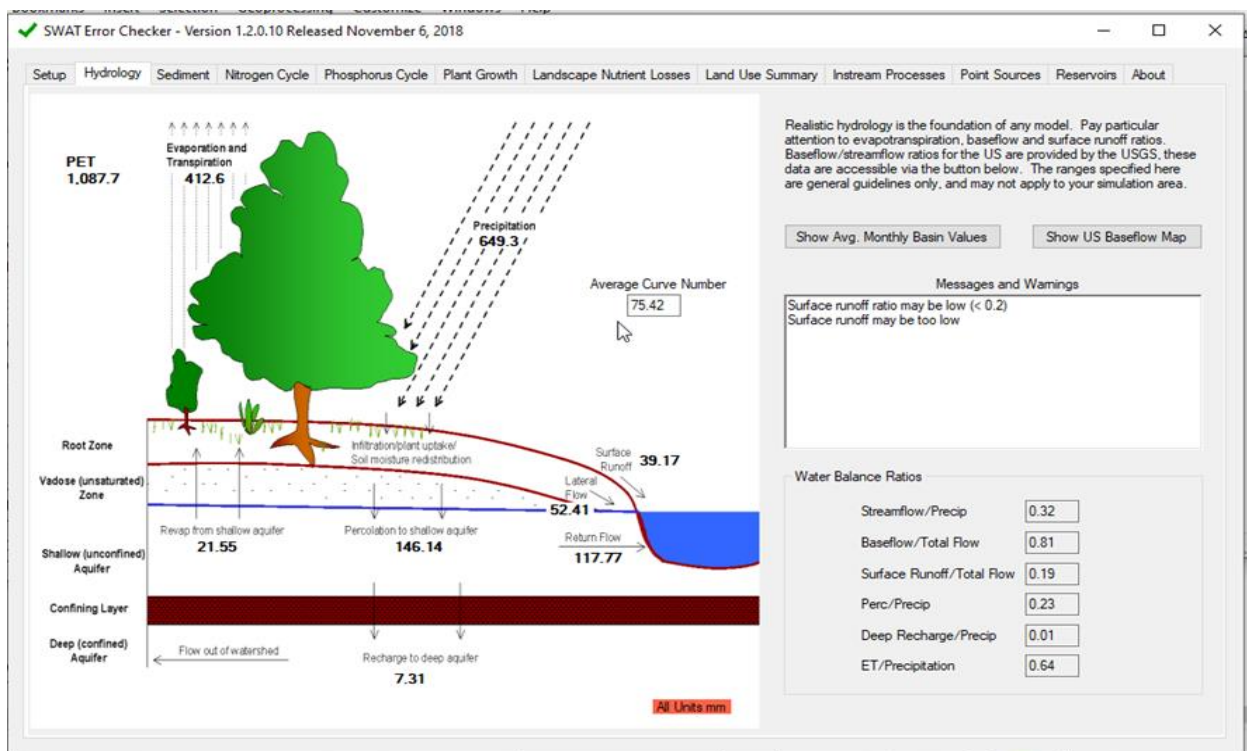 Bookmarks Insert Selection Geoprocessing Customize Windows Help
SWAT Error Checker - Version 1.2.0.10 Released November 6, 2018
Setup Hydrology Sediment Nitrogen Cycle Phosphorus Cycle Plant Growth Landscape Nutrient Losses Land Use Summary Instream Processes Point Sources Reservoirs About
PET
1,087.7
Evaporation and
Transpiration
412.6
Precipitation
649.3
Average Curve Number
75.42
Root Zone
Infiltration/plant uptake/
Soil moisture redistribution
Surface
Runoff
39.17
Vadose (unsaturated)
Zone
Lateral
Flow
52.41
Revap from shallow aquifer
21.55
Percolation to shallow aquifer
146.14
Return Flow
117.77
Shallow (unconfined)
Aquifer
Confining Layer
Deep (confined)
Aquifer
Flow out of watershed
Recharge to deep aquifer
7.31
All Units mm
Realistic hydrology is the foundation of any model. Pay particular
attention to evapotranspiration, baseflow and surface runoff ratios.
Baseflow/streamflow ratios for the US are provided by the USGS, these
data are accessible via the button below. The ranges specified here
are general guidelines only, and may not apply to your simulation area.
Show Avg. Monthly Basin Values
Show US Baseflow Map
Messages and Warnings
Surface runoff ratio may be low (< 0.2)
Surface runoff may be too low
Water Balance Ratios
Streamflow/Precip 0.32
Baseflow/Total Flow 0.81
Surface Runoff/Total Flow 0.19
Perc/Precip 0.23
Deep Recharge/Precip 0.01
ET/Precipitation 0.64